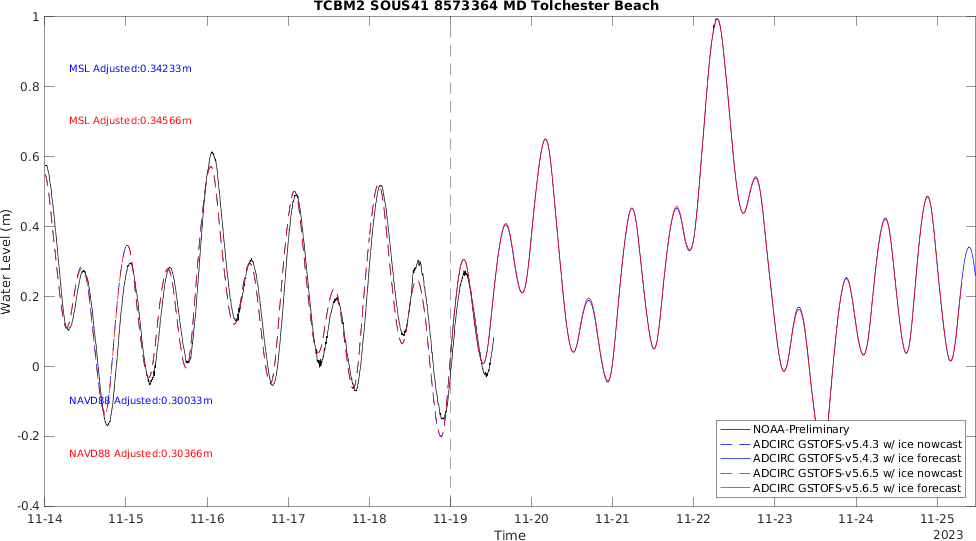 TCBM2 SOUS41 8573364 MD Tolchester Beach
1
0.8
0.6
0.4
0.2
0
-0.2
-0.4
Water Level (m)
MSL Adjusted:0.34233m
MSL Adjusted:0.34566m
NAVD88 Adjusted:0.30033m
NAVD88 Adjusted:0.30366m
NOAA-Preliminary
ADCIRC GSTOFS-v5.4.3 w/ ice nowcast
ADCIRC GSTOFS-v5.4.3 w/ ice forecast
ADCIRC GSTOFS-v5.6.5 w/ ice nowcast
ADCIRC GSTOFS-v5.6.5 w/ ice forecast
11-14 11-15 11-16 11-17 11-18 11-19 11-20 11-21 11-22 11-23 11-24 11-25
Time
2023